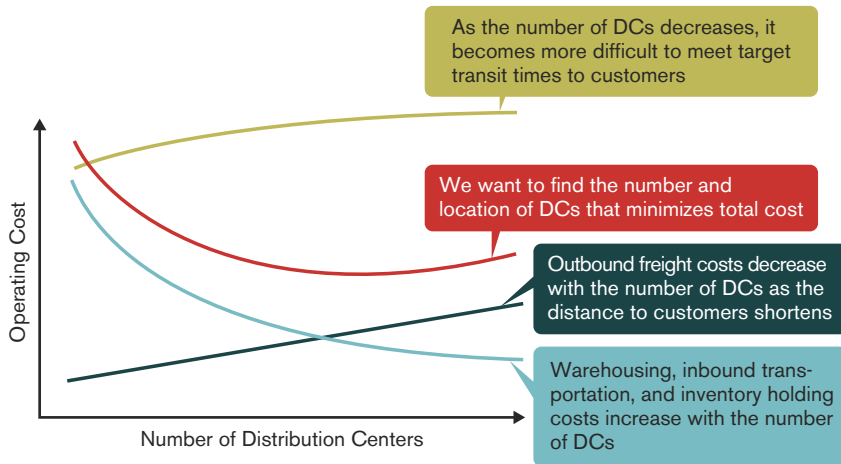 As the number of DCs decreases, it
becomes more difficult to meet target
transit times to customers
We want to find the number and
location of DCs that minimizes total cost
Outbound freight costs decrease
with the number of DCs as the
distance to customers shortens
Warehousing, inbound trans-
portation, and inventory holding
costs increase with the number
of DCs
Operating Cost
Number of Distribution Centers